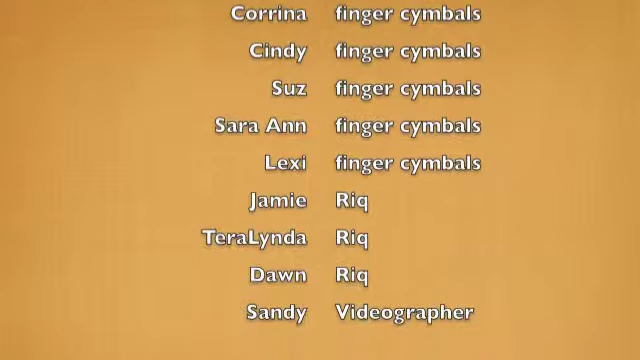 Corrina finger cymbals
Cindy finger cymbals
Suz finger cymbals
Sara Ann finger cymbals
Lexi finger cymbals
Jamie Riq
TeraLynda Riq
Dawn Riq
Sandy Videographer